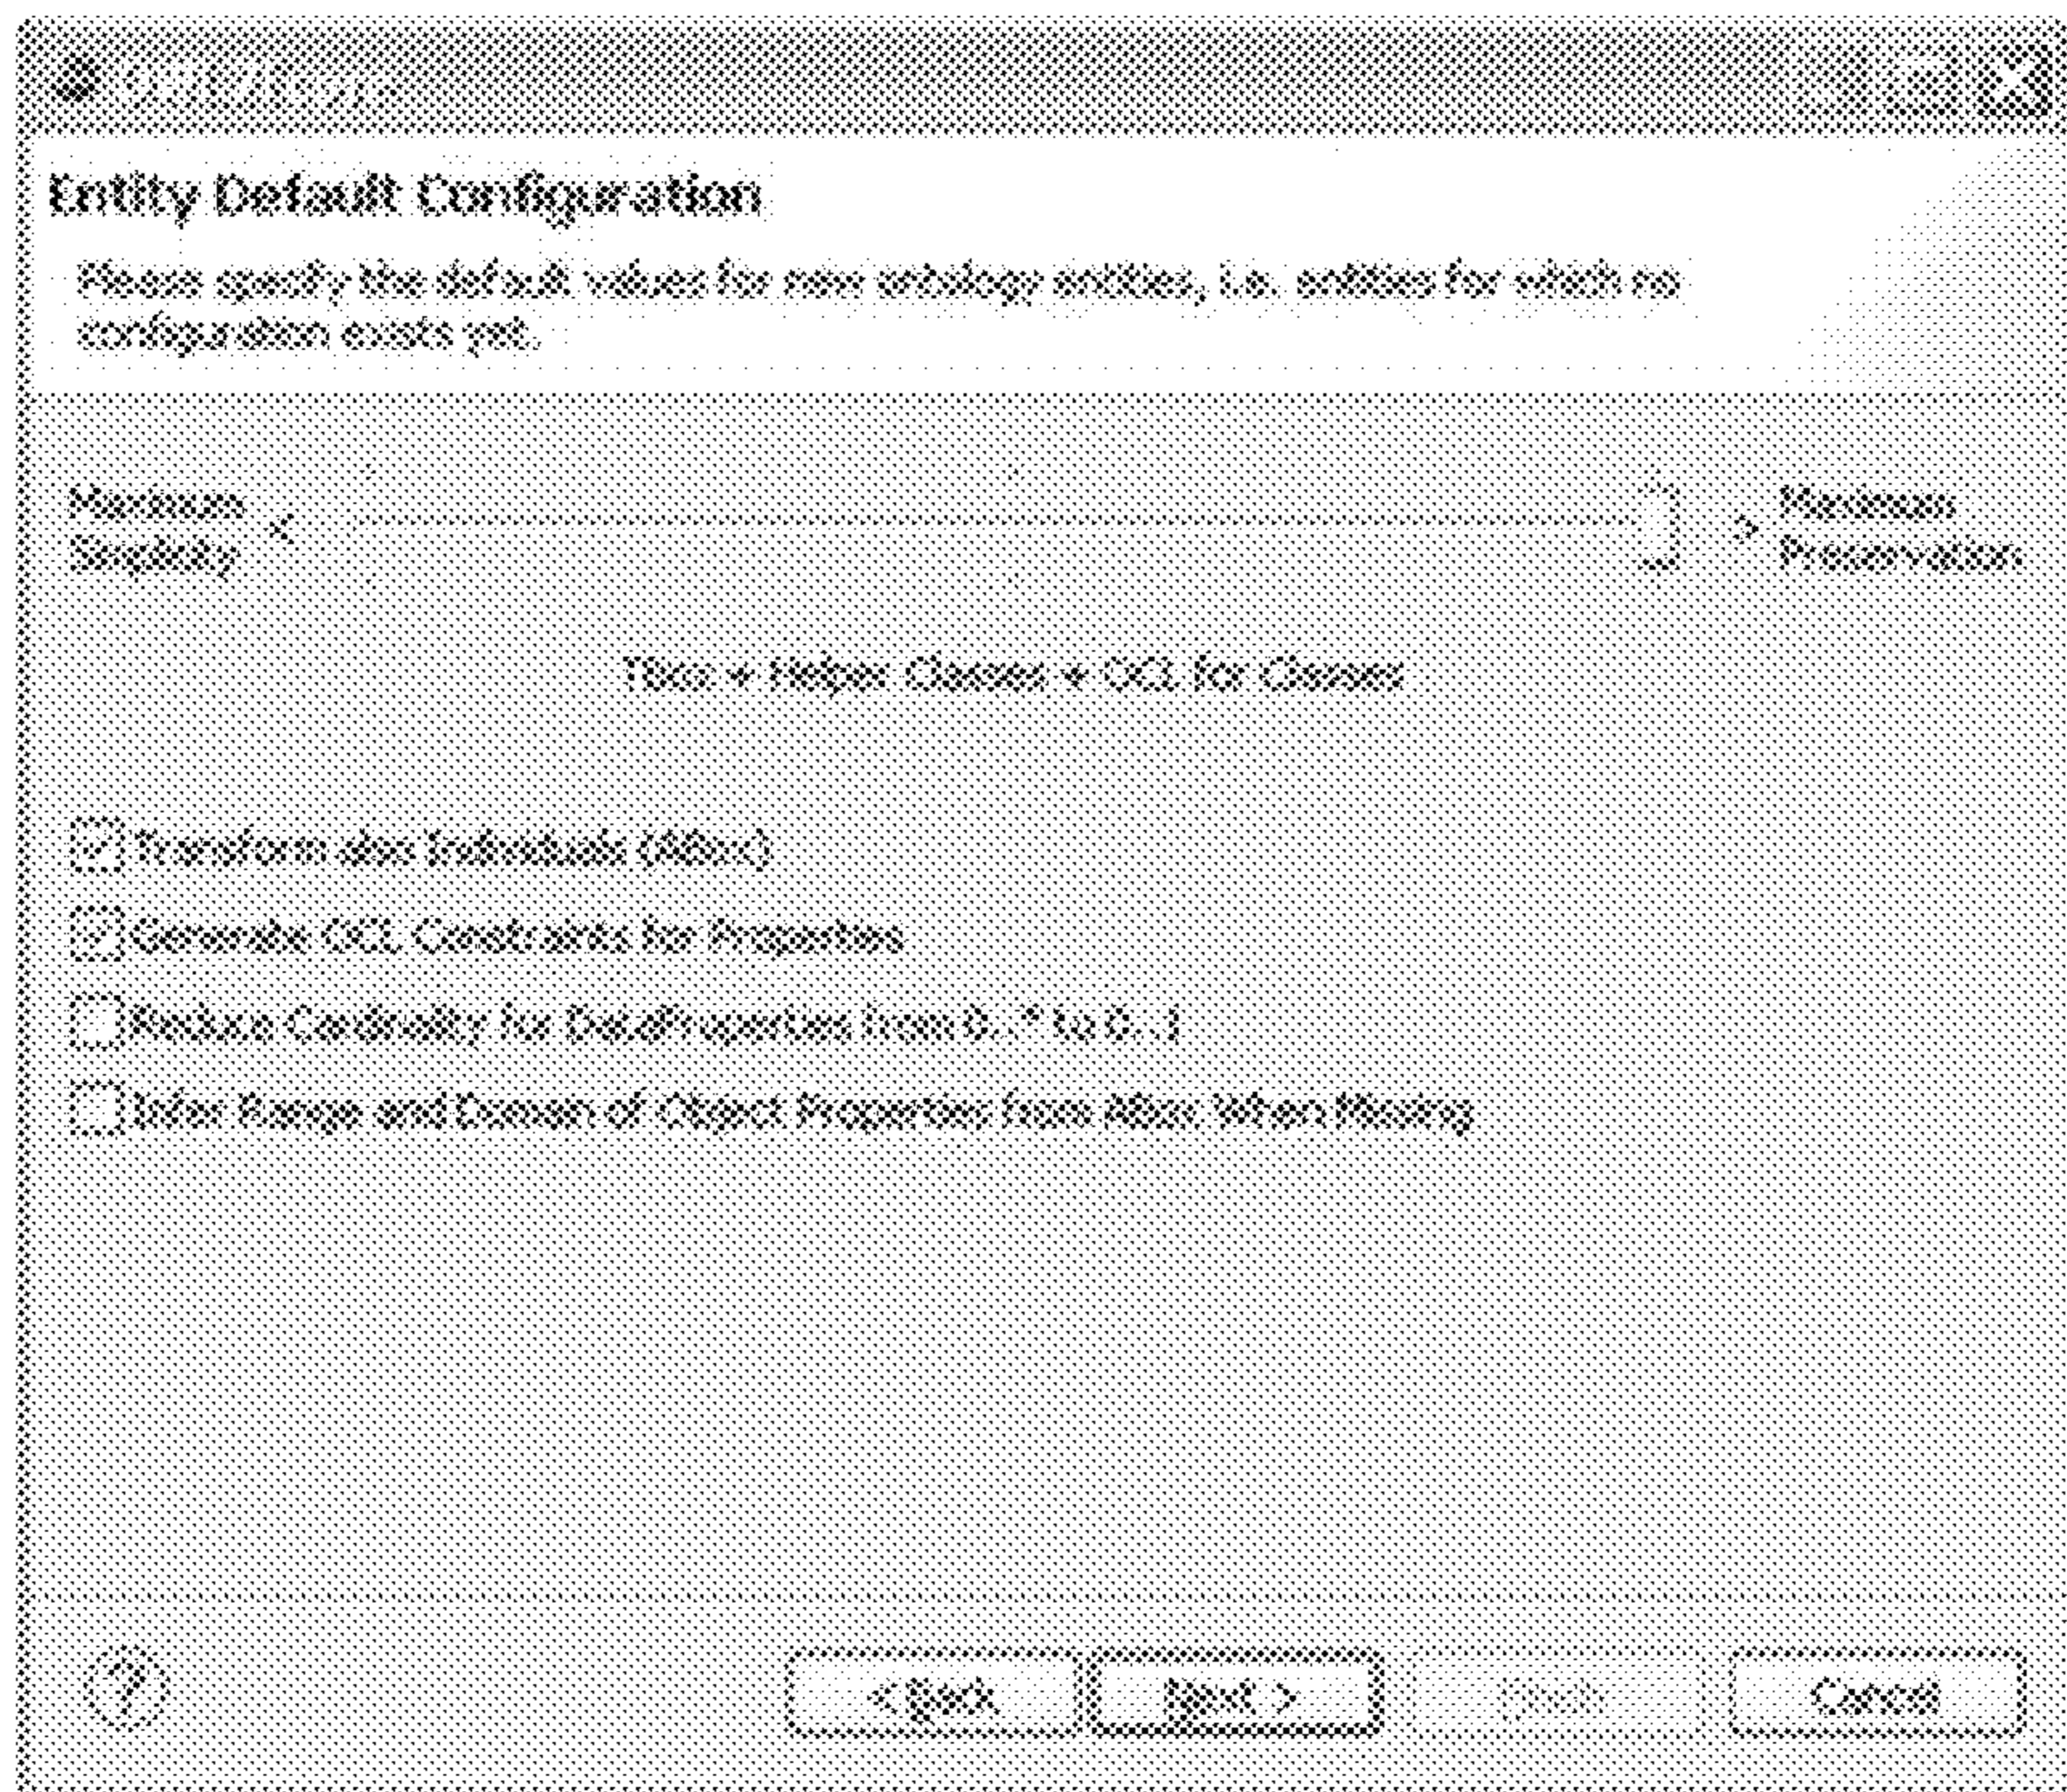 Entity Default Configuration
Please specify the default values for new ontology entities, i.e. entities for which no
configuration exists yet.
Maximum
Simplicity
<
>
Maximum
Preservation
TBox + Helper Classes + OCL for Classes
Transform also Individuals (ABox)
Generate OCL Constraints for Properties
Reduce Cardinality for DataProperties from 0..* to 0..1
Infer Range and Domain of Object Properties from ABox When Missing
?
< Back
Next >
Finish
Cancel